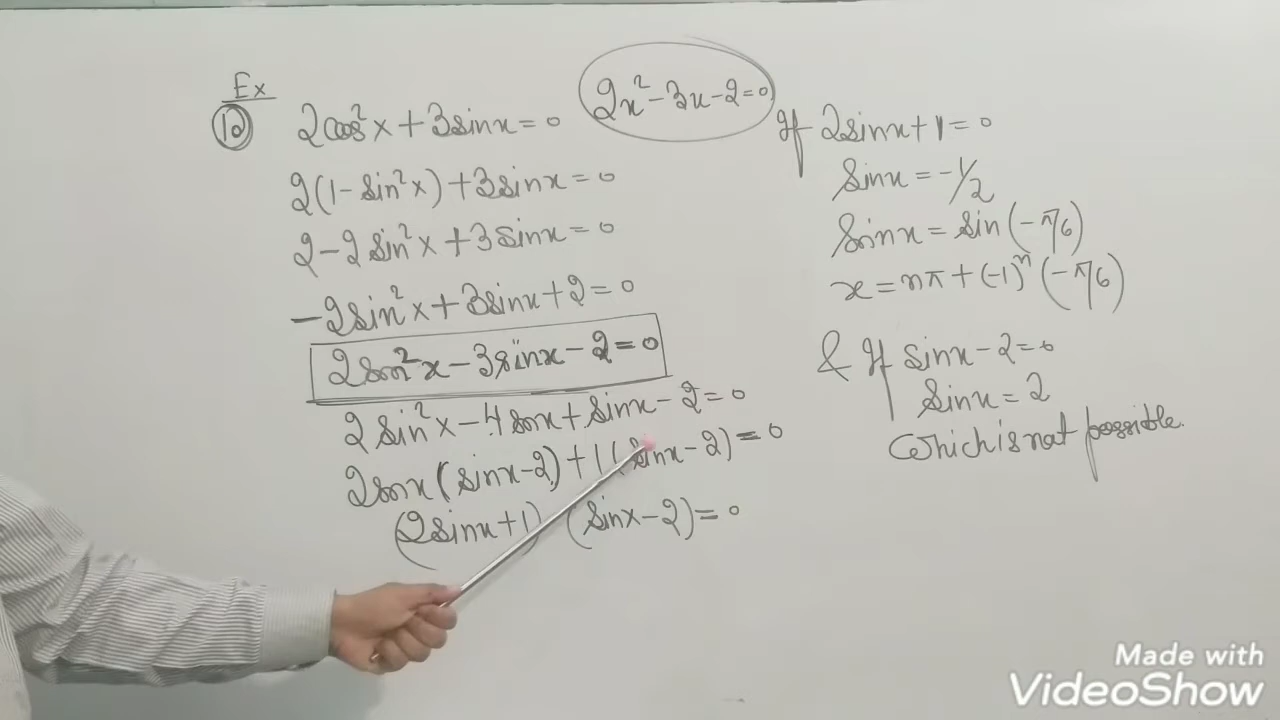 Ex
12 2cos²x + 3sinx = 0
2(1 - sin²x) + 3sinx = 0
2 - 2sin²x + 3sinx = 0
-2sin²x + 3sinx + 2 = 0
2sin²x - 3sinx - 2 = 0
2sin²x - 4sinx + sinx - 2 = 0
2sinx (sinx - 2) + 1 (sinx - 2) = 0
(2sinx + 1) (sinx - 2) = 0
2x² - 3x - 2 = 0
If 2sinx + 1 = 0
sinx = -1/2
sinx = sin(-π/6)
x = nπ + (-1)ⁿ (-π/6)
& If sinx - 2 = 0
sinx = 2
which is not possible.
Made with
VideoShow